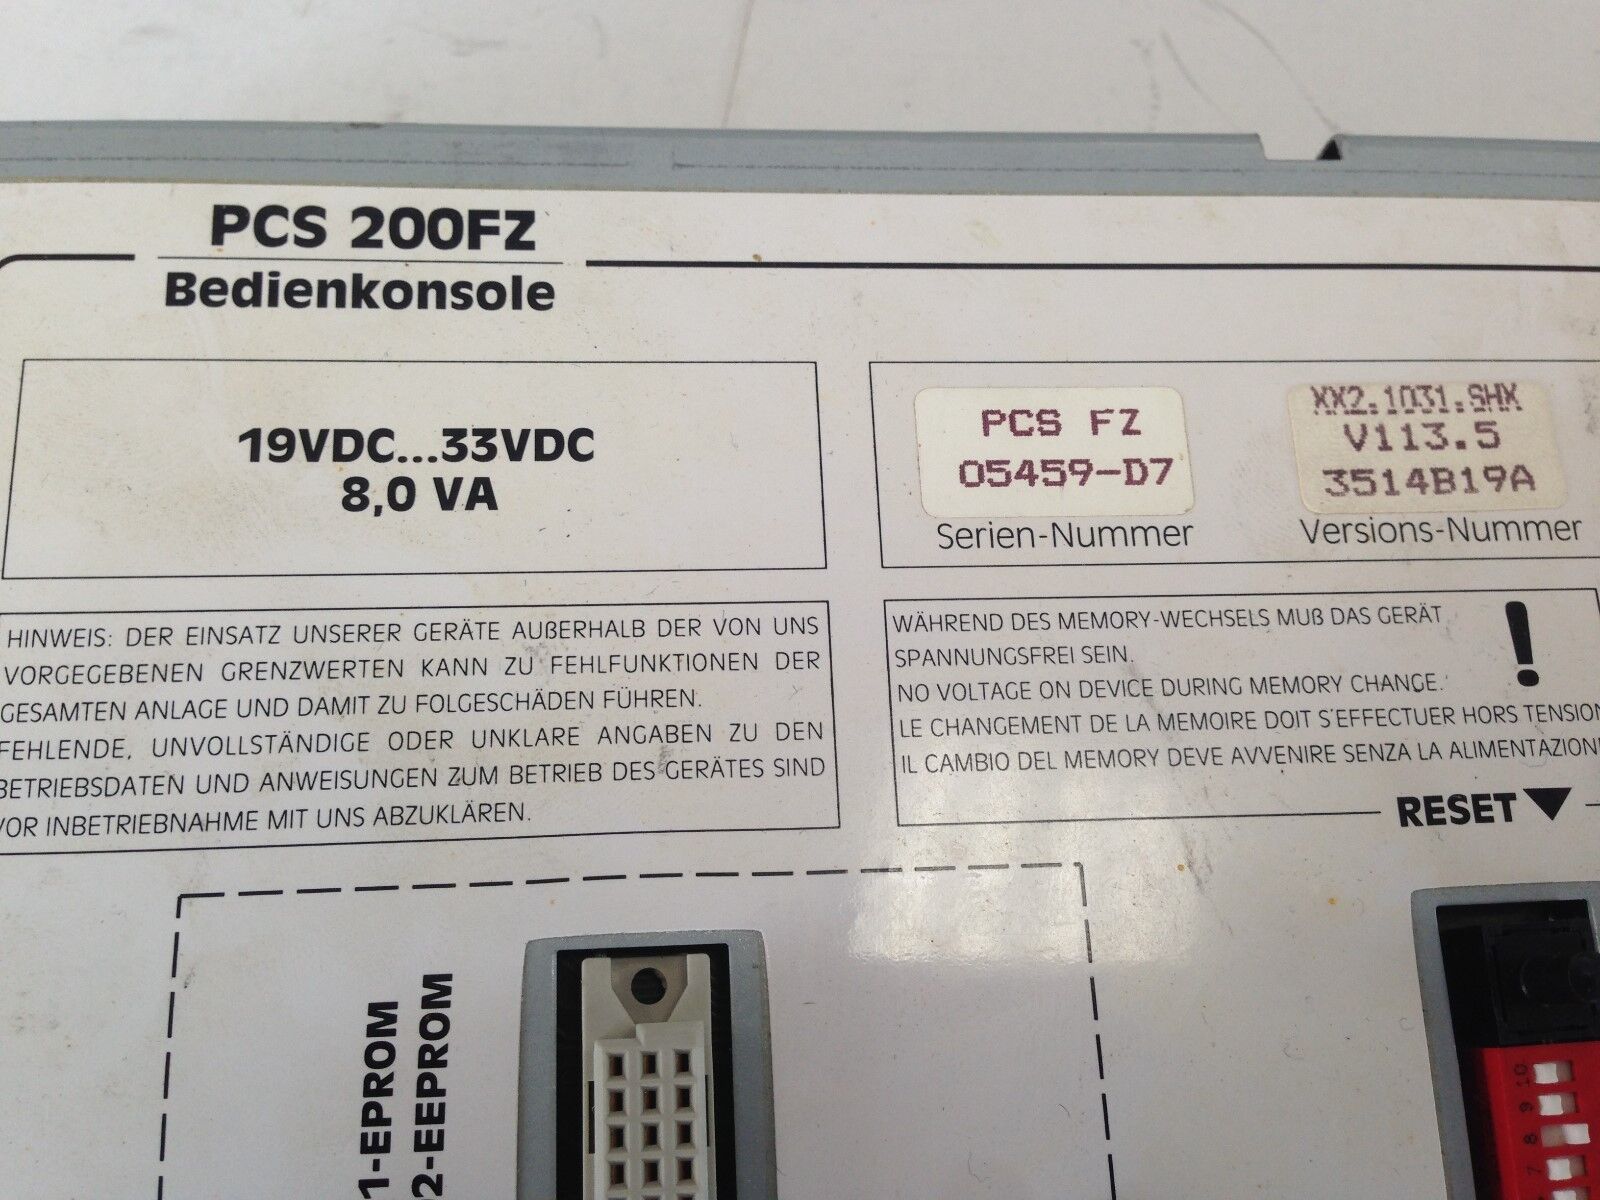 PCS 200FZ
Bedienkonsole
19VDC...33VDC
8,0 VA
PCS FZ
05459-D7
Serien-Nummer
XX2.1031.SHX
V113.5
3514B19A
Versions-Nummer
HINWEIS: DER EINSATZ UNSERER GERÄTE AUßERHALB DER VON UNS
VORGEGEBENEN GRENZWERTEN KANN ZU FEHLFUNKTIONEN DER
GESAMTEN ANLAGE UND DAMIT ZU FOLGESCHÄDEN FÜHREN.
FEHLENDE, UNVOLLSTÄNDIGE ODER UNKLARE ANGABEN ZU DEN
BETRIEBSDATEN UND ANWEISUNGEN ZUM BETRIEB DES GERÄTES SIND
VOR INBETRIEBNAHME MIT UNS ABZUKLÄREN.
WÄHREND DES MEMORY-WECHSELS MUß DAS GERÄT
SPANNUNGSFREI SEIN.
NO VOLTAGE ON DEVICE DURING MEMORY CHANGE.
LE CHANGEMENT DE LA MEMOIRE DOIT S'EFFECTUER HORS TENSION
IL CAMBIO DEL MEMORY DEVE AVVENIRE SENZA LA ALIMENTAZIONE
!
RESET
1-EPROM
2-EEPROM
10
9
8
7